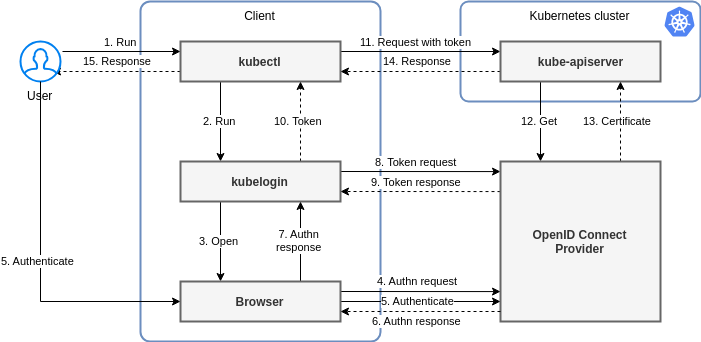 Client
Kubernetes cluster
1. Run
11. Request with token
15. Response
kubectl
14. Response
kube-apiserver
User
2. Run
10. Token
12. Get
13. Certificate
8. Token request
kubelogin
9. Token response
3. Open
7. Authn
response
OpenID Connect
Provider
5. Authenticate
4. Authn request
Browser
5. Authenticate
6. Authn response